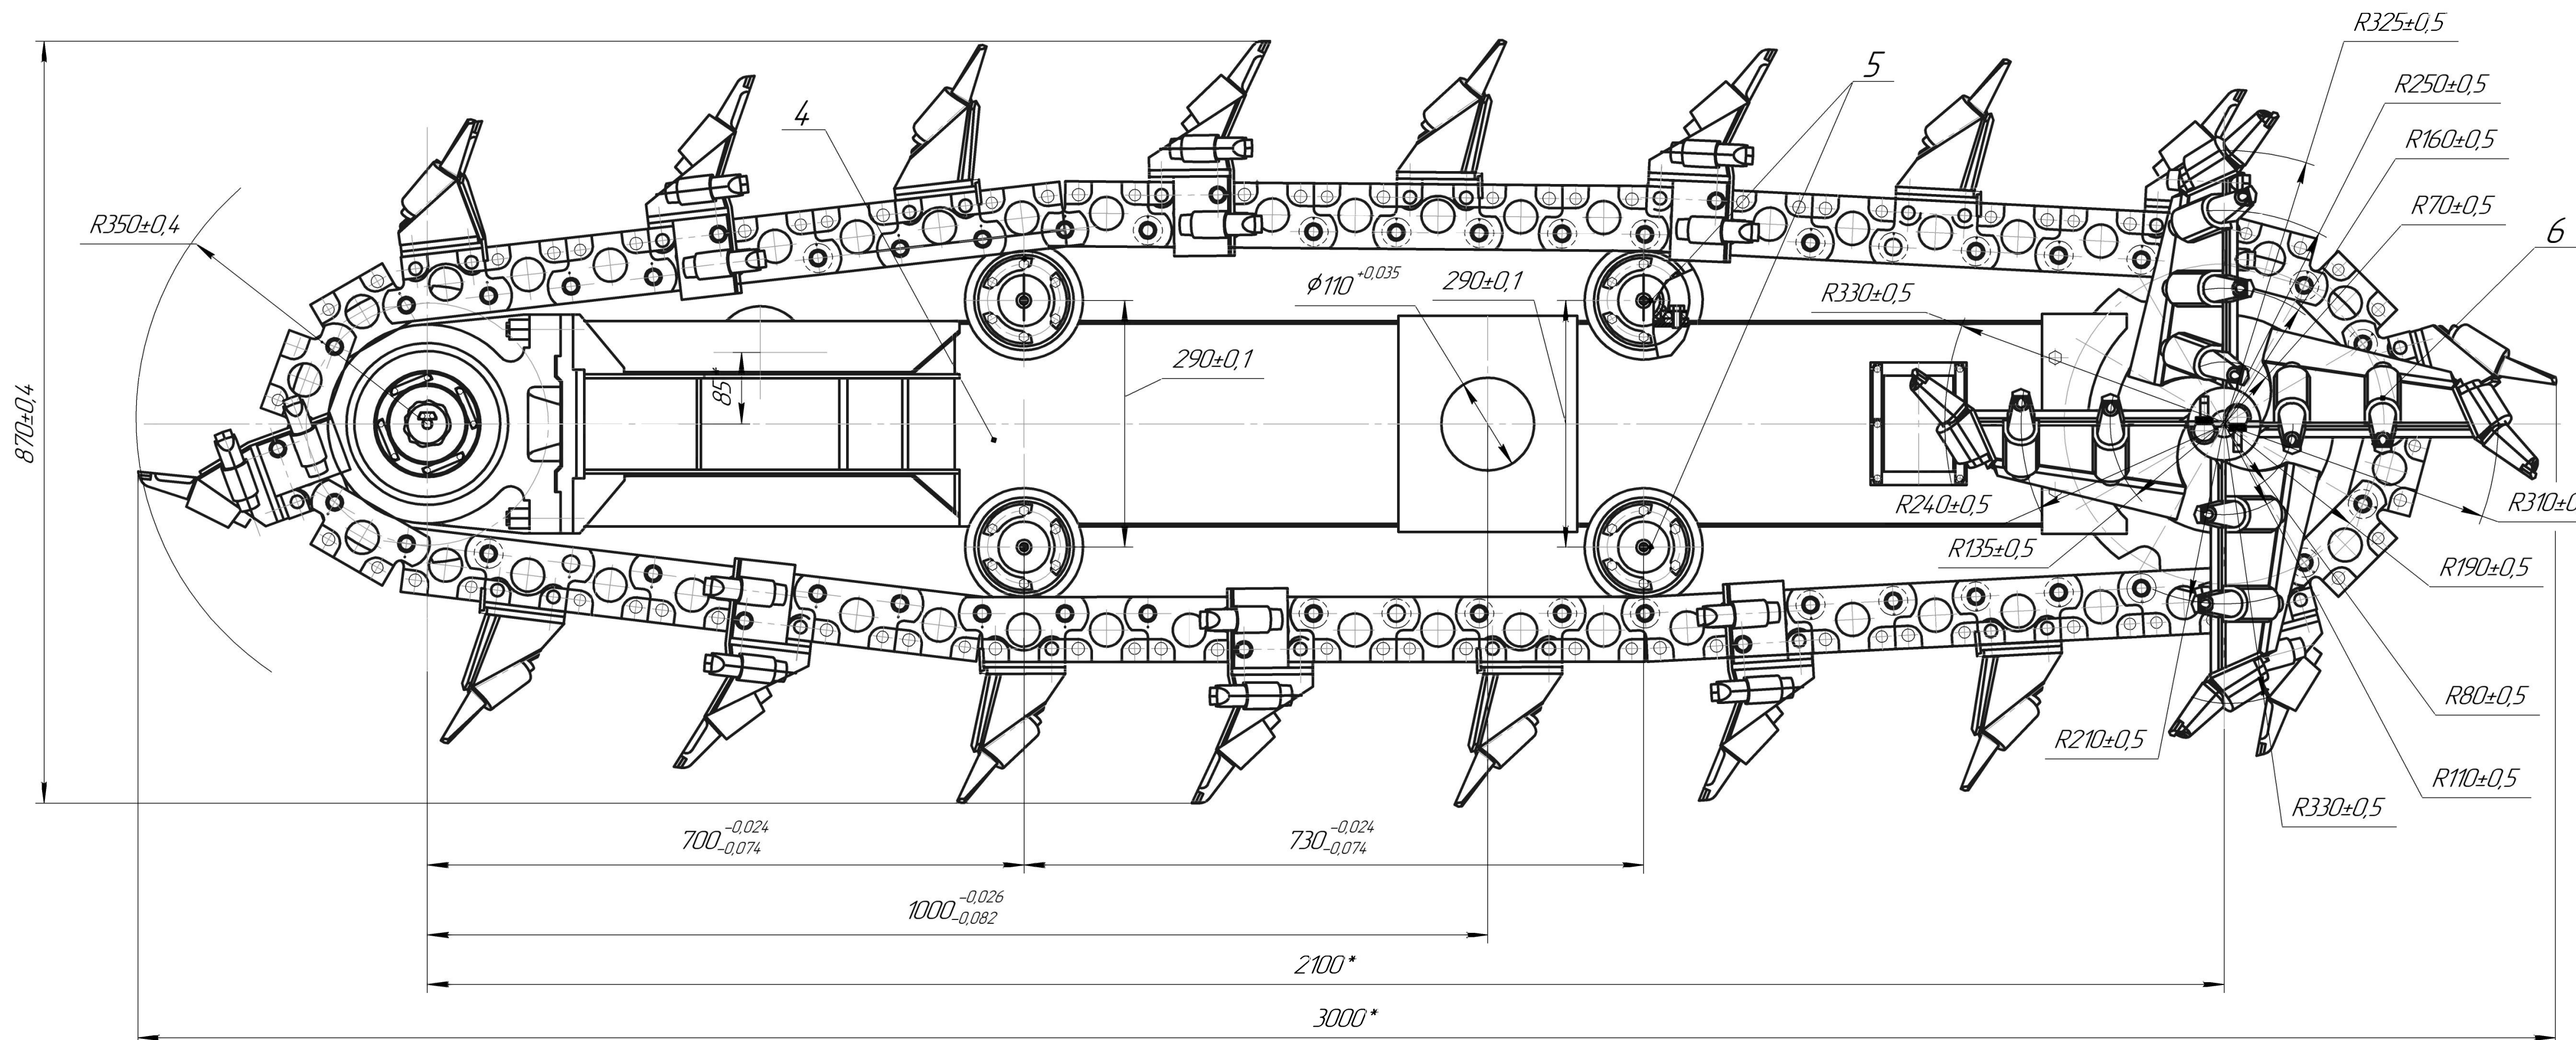 R325±0,5
5
R250±0,5
4
R160±0,5
R350±0,4
R70±0,5
6
⌀110 +0,035
290±0,1
R330±0,5
290±0,1
85*
870±0,4
R240±0,5
R310±0
R135±0,5
R190±0,5
R80±0,5
R210±0,5
R110±0,5
R330±0,5
700 -0,024 -0,074
730 -0,024 -0,074
1000 -0,026 -0,082
2100*
3000*